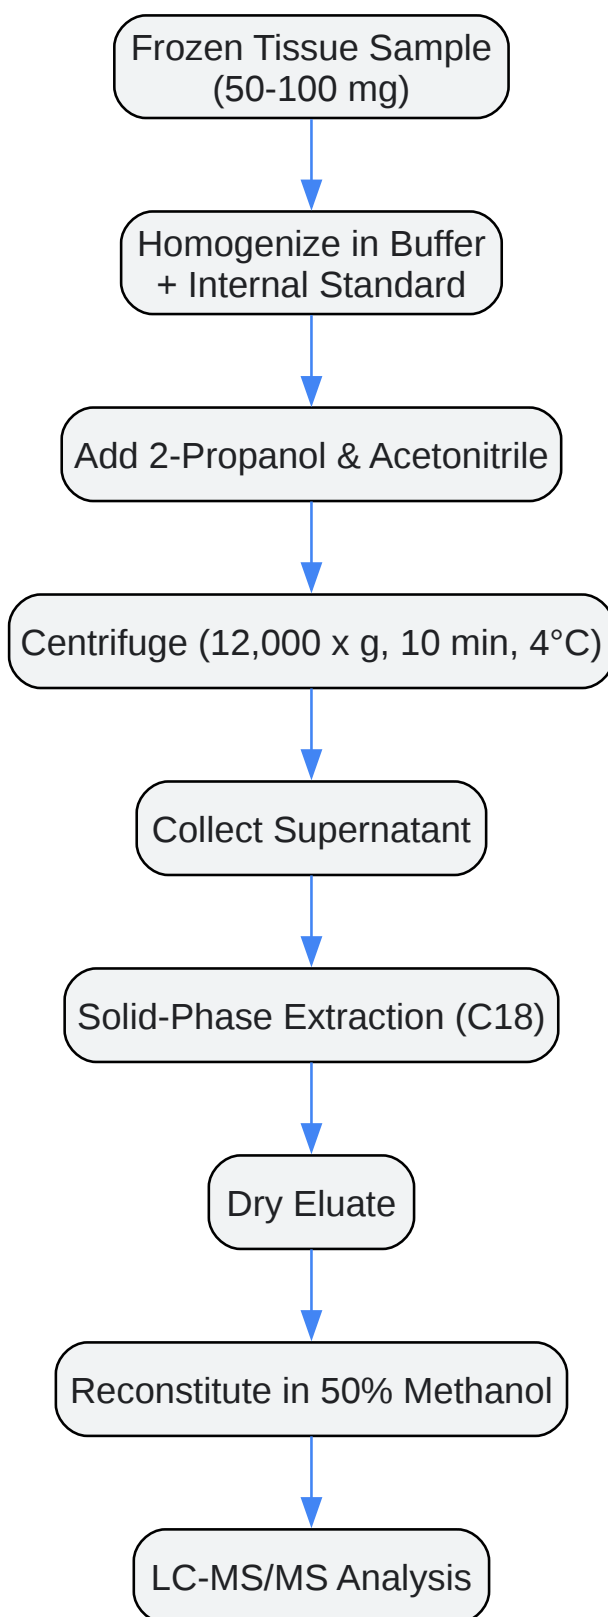 Frozen Tissue Sample
(50-100 mg)
Homogenize in Buffer
+ Internal Standard
Add 2-Propanol & Acetonitrile
Centrifuge (12,000 x g, 10 min, 4°C)
Collect Supernatant
Solid-Phase Extraction (C18)
Dry Eluate
Reconstitute in 50% Methanol
LC-MS/MS Analysis